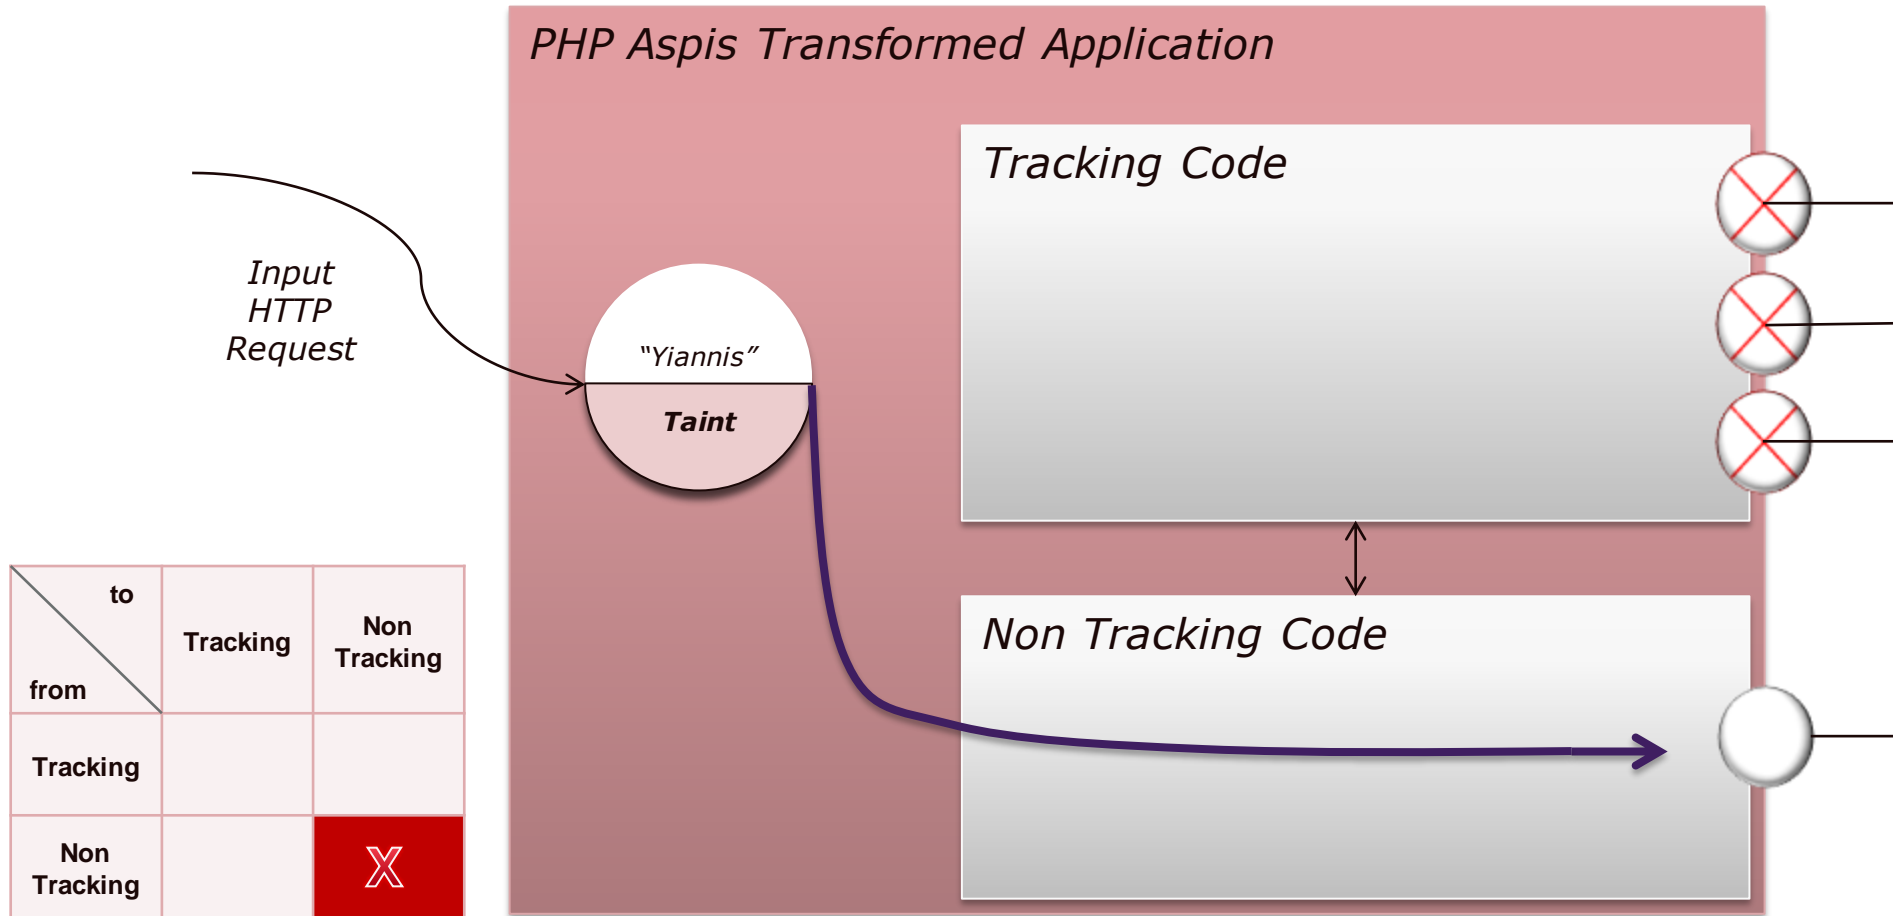 PHP Aspis Transformed Application
Tracking Code
Input
HTTP
Request
“Yiannis”
Taint
Non Tracking Code
to
from
Tracking
Non
Tracking
Tracking
Non
Tracking
X